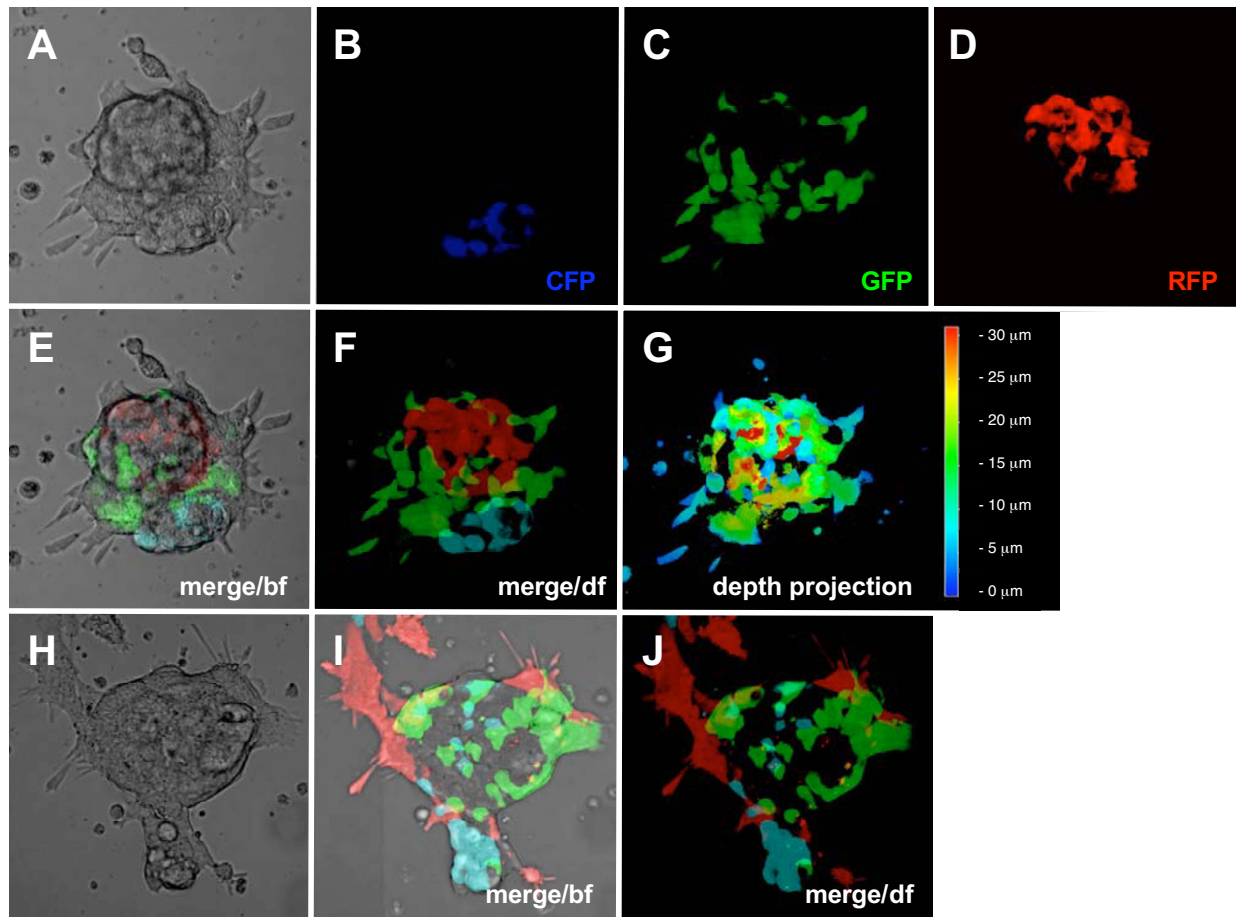 A
B
C
D
CFP
GFP
RFP
E
F
G
merge/bf
merge/df
depth projection
- 30 μm
- 25 μm
- 20 μm
- 15 μm
- 10 μm
- 5 μm
- 0 μm
H
I
J
merge/bf
merge/df